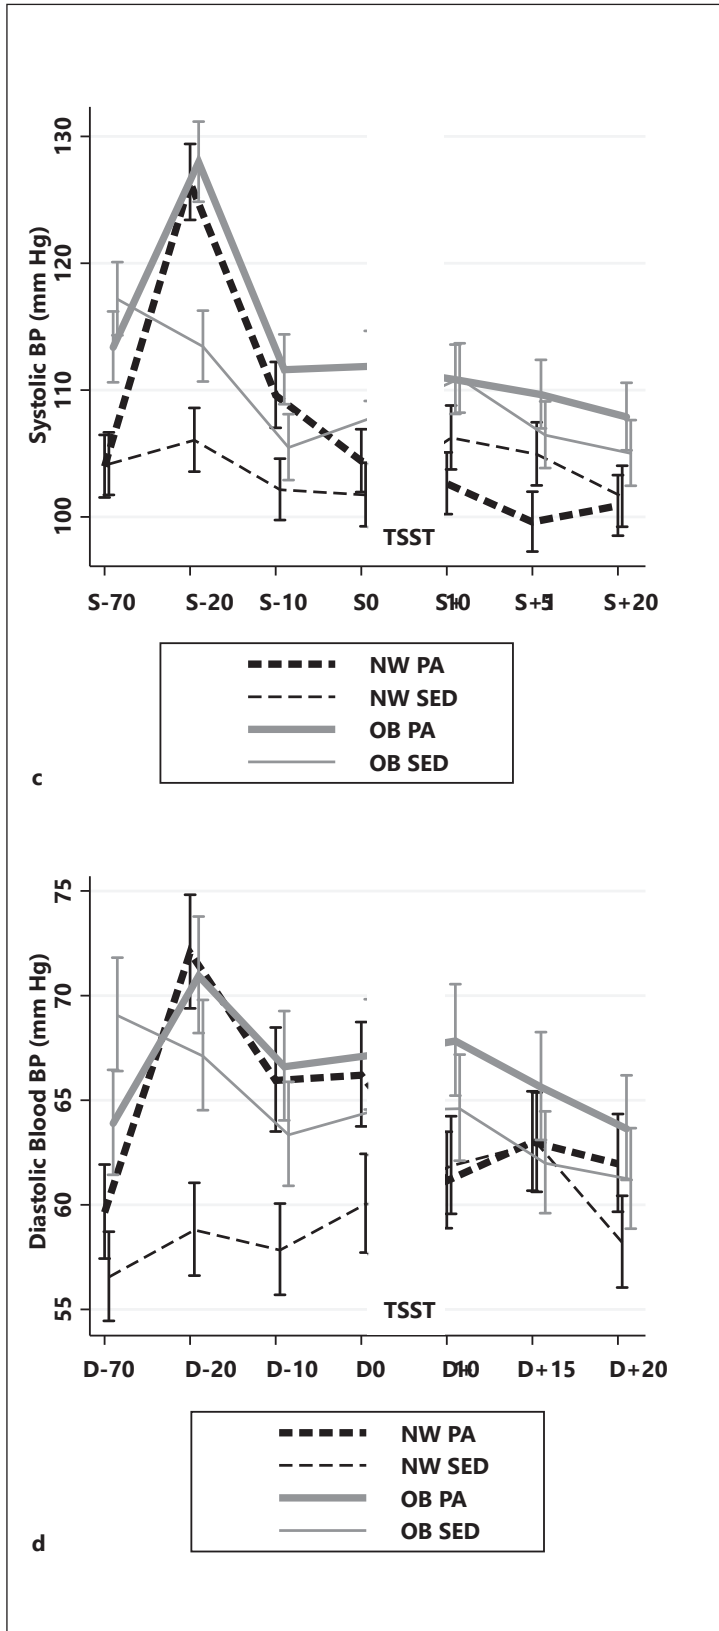 130
120
110
100
Systolic BP (mm Hg)
TSST
S-70 S-20 S-10 S0 S+20
NW PA
NW SED
OB PA
OB SED
c
75
70
65
60
55
Diastolic Blood BP (mm Hg)
TSST
D-70 D-20 D-10 D0 D+15 D+20
NW PA
NW SED
OB PA
OB SED
d